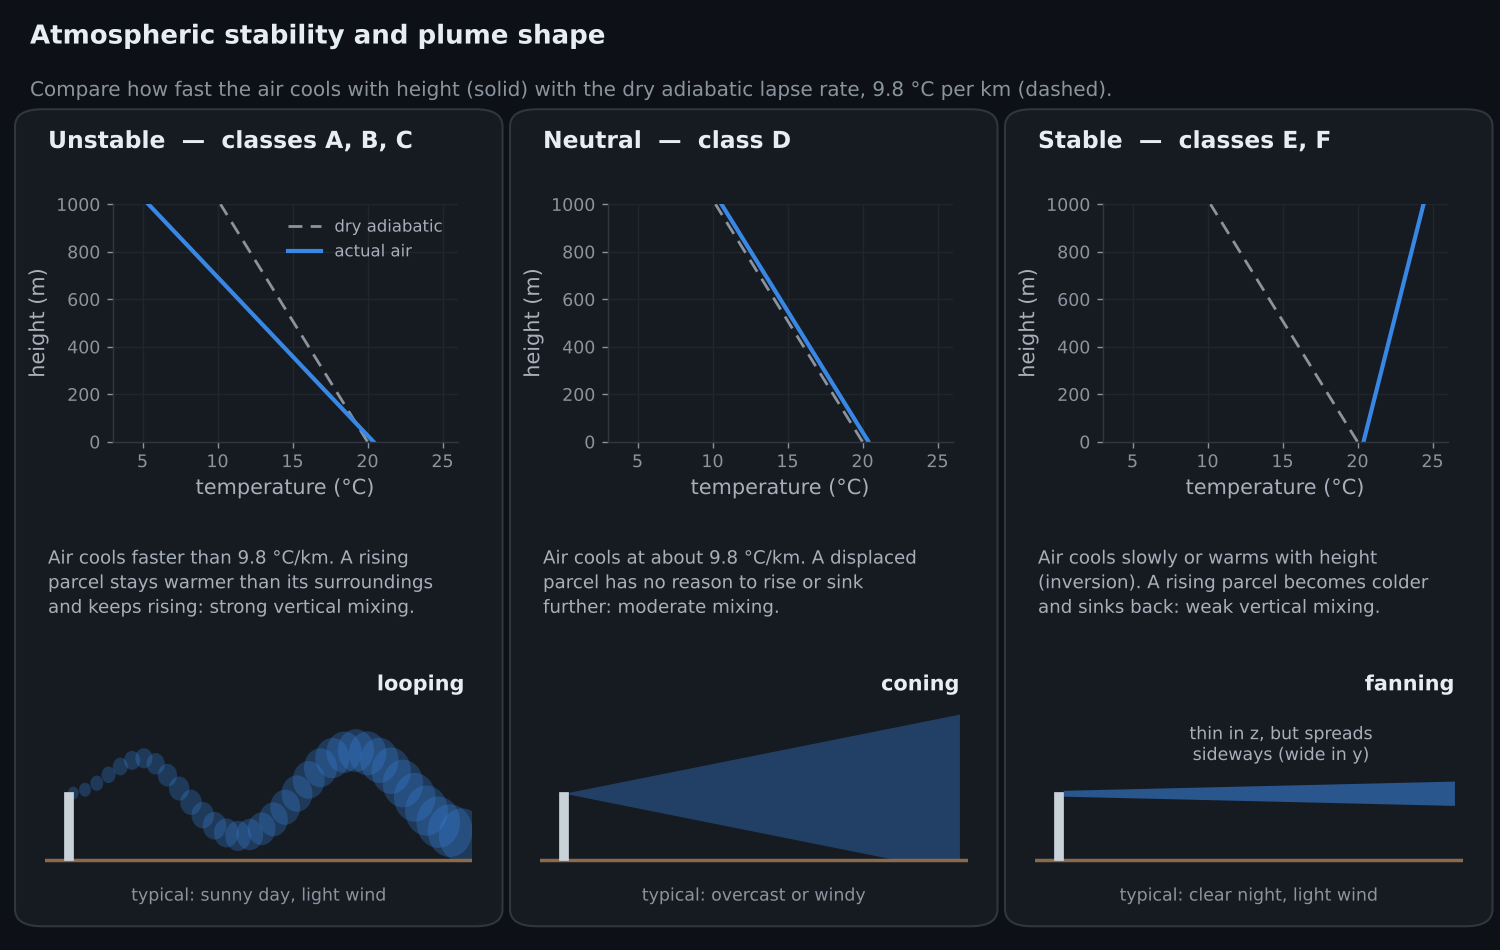 Atmospheric stability and plume shape
Compare how fast the air cools with height (solid) with the dry adiabatic lapse rate, 9.8 °C per km (dashed).
Unstable — classes A, B, C
1000
800
600
400
200
0
height (m)
dry adiabatic
actual air
5 10 15 20 25
temperature (°C)
Air cools faster than 9.8 °C/km. A rising
parcel stays warmer than its surroundings
and keeps rising: strong vertical mixing.
looping
typical: sunny day, light wind
Neutral — class D
1000
800
600
400
200
0
height (m)
5 10 15 20 25
temperature (°C)
Air cools at about 9.8 °C/km. A displaced
parcel has no reason to rise or sink
further: moderate mixing.
coning
typical: overcast or windy
Stable — classes E, F
1000
800
600
400
200
0
height (m)
5 10 15 20 25
temperature (°C)
Air cools slowly or warms with height
(inversion). A rising parcel becomes colder
and sinks back: weak vertical mixing.
fanning
thin in z, but spreads
sideways (wide in y)
typical: clear night, light wind